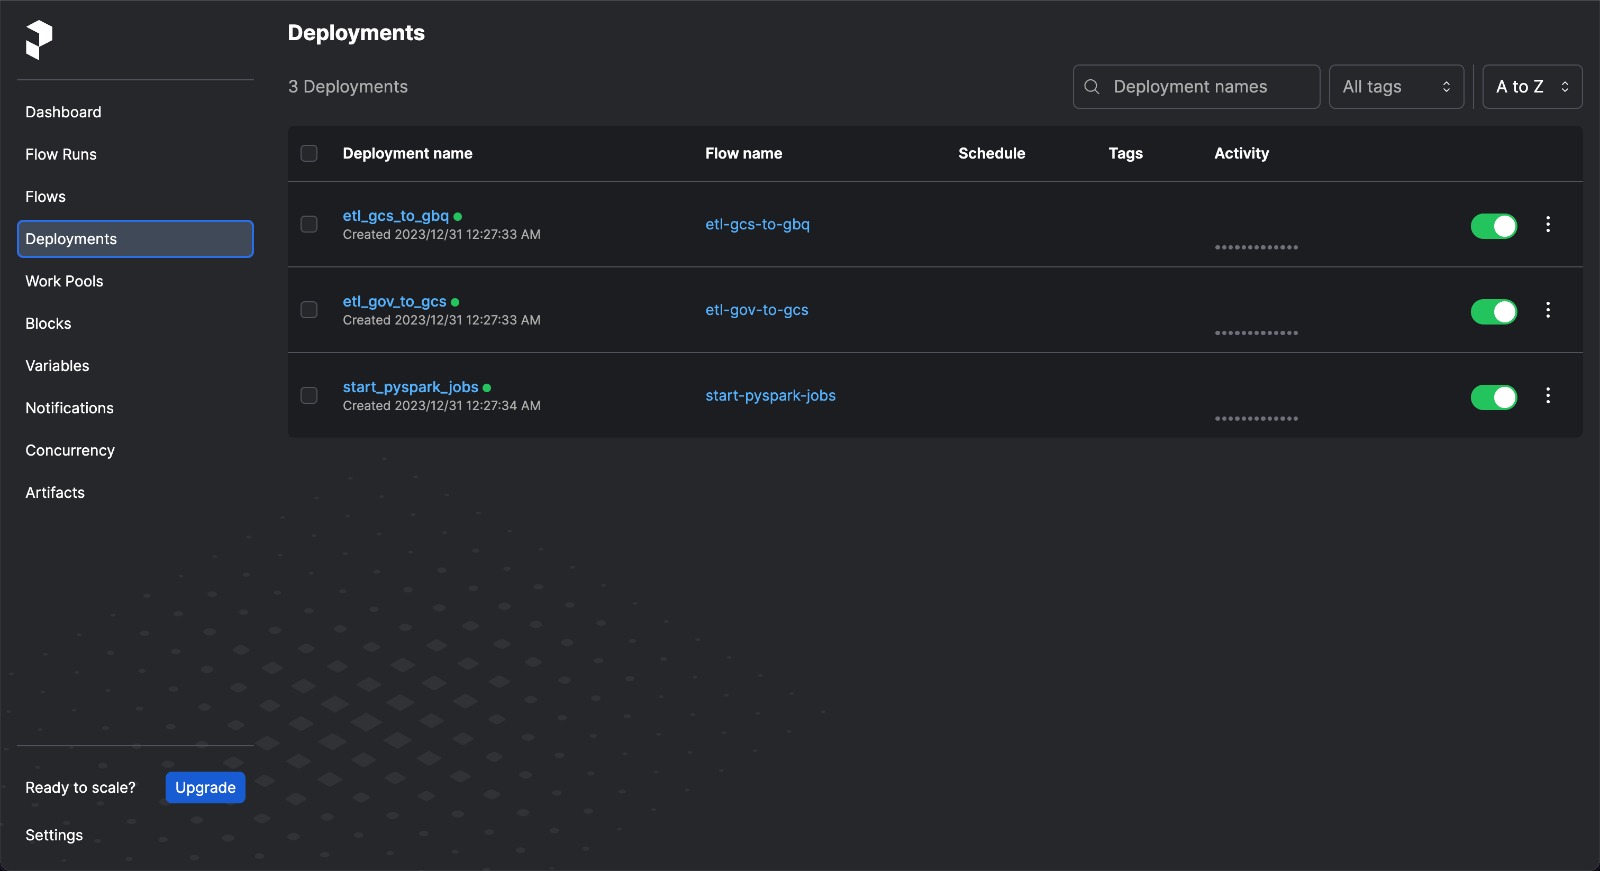 Deployments
3 Deployments
Deployment names
All tags
A to Z
Dashboard
Flow Runs
Flows
Deployments
Work Pools
Blocks
Variables
Notifications
Concurrency
Artifacts
Deployment name Flow name Schedule Tags Activity
etl_gcs_to_gbq etl-gcs-to-gbq
Created 2023/12/31 12:27:33 AM
etl_gov_to_gcs etl-gov-to-gcs
Created 2023/12/31 12:27:33 AM
start_pyspark_jobs start-pyspark-jobs
Created 2023/12/31 12:27:34 AM
Ready to scale? Upgrade
Settings